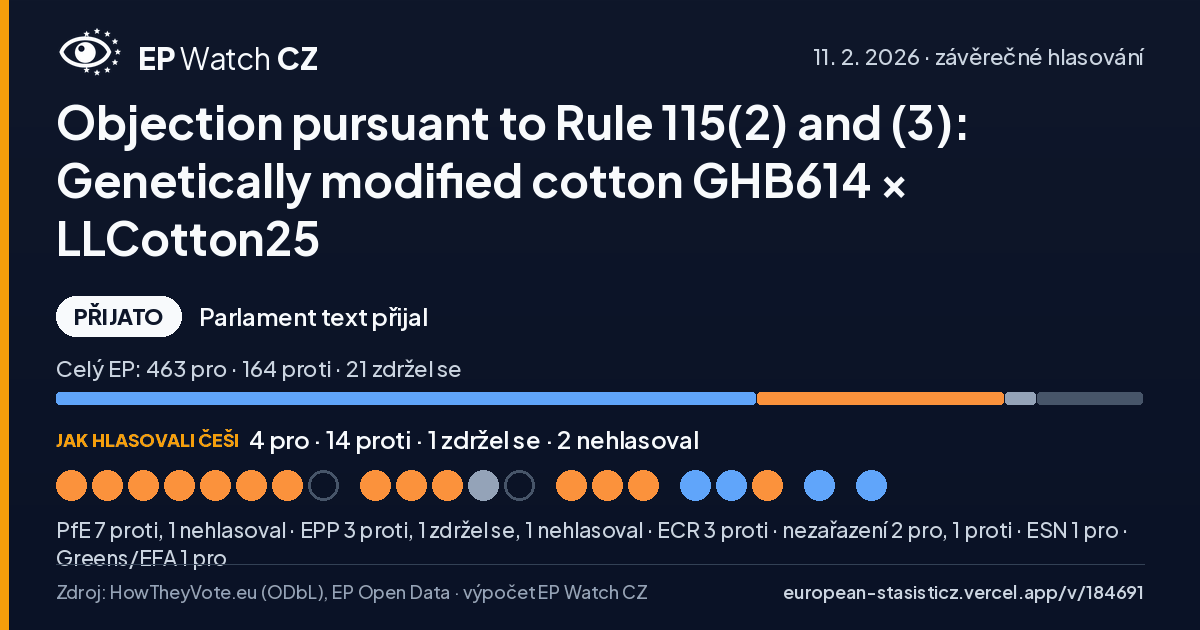 EP Watch CZ
11. 2. 2026 · závěrečné hlasování
Objection pursuant to Rule 115(2) and (3):
Genetically modified cotton GHB614 ×
LLCotton25
PŘIJATO Parlament text přijal
Celý EP: 463 pro · 164 proti · 21 zdržel se
JAK HLASOVALI ČEŠI 4 pro · 14 proti · 1 zdržel se · 2 nehlasoval
PfE 7 proti, 1 nehlasoval · EPP 3 proti, 1 zdržel se, 1 nehlasoval · ECR 3 proti · nezařazení 2 pro, 1 proti · ESN 1 pro ·
Greens/EFA 1 pro
Zdroj: HowTheyVote.eu (ODbL), EP Open Data · výpočet EP Watch CZ
european-stasisticz.vercel.app/v/184691